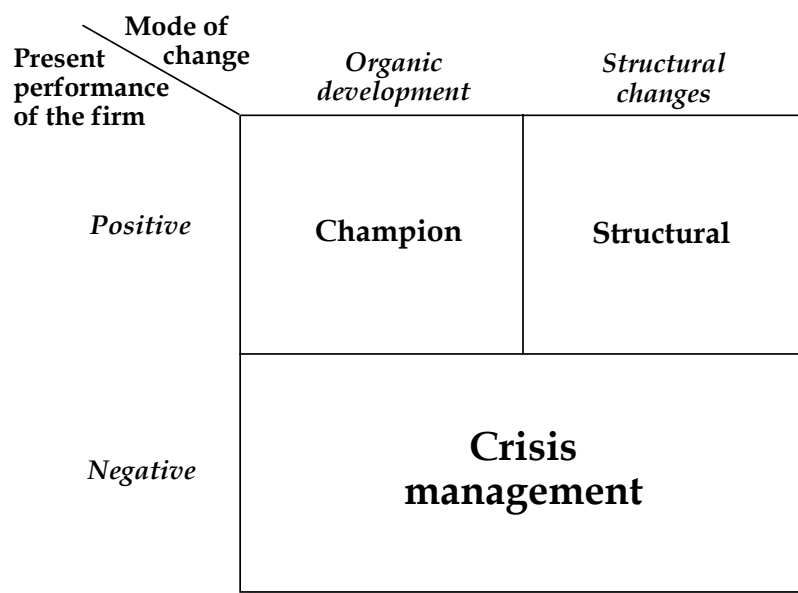 Mode of
change
Present
performance
of the firm
Organic
development
Structural
changes
Positive
Champion
Structural
Negative
Crisis
management